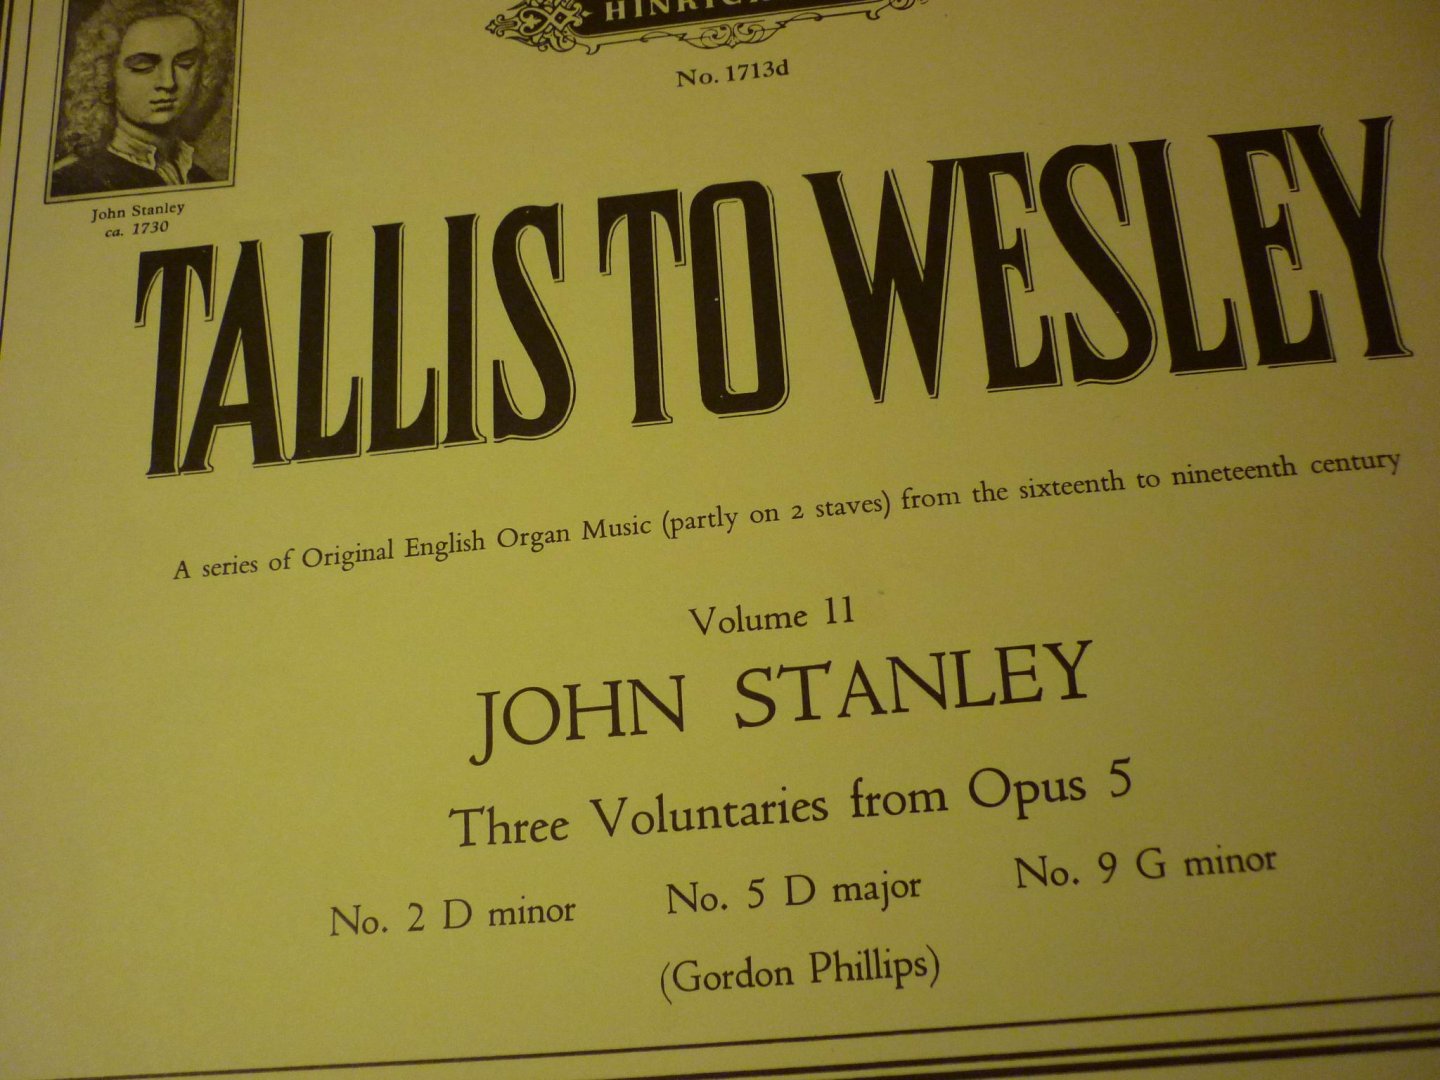 No. 1713d
John Stanley
ca. 1730
TALLIS TO WESLEY
A series of Original English Organ Music (partly on 2 staves) from the sixteenth to nineteenth century
Volume 11
JOHN STANLEY
Three Voluntaries from Opus 5
No. 2 D minor No. 5 D major No. 9 G minor
(Gordon Phillips)